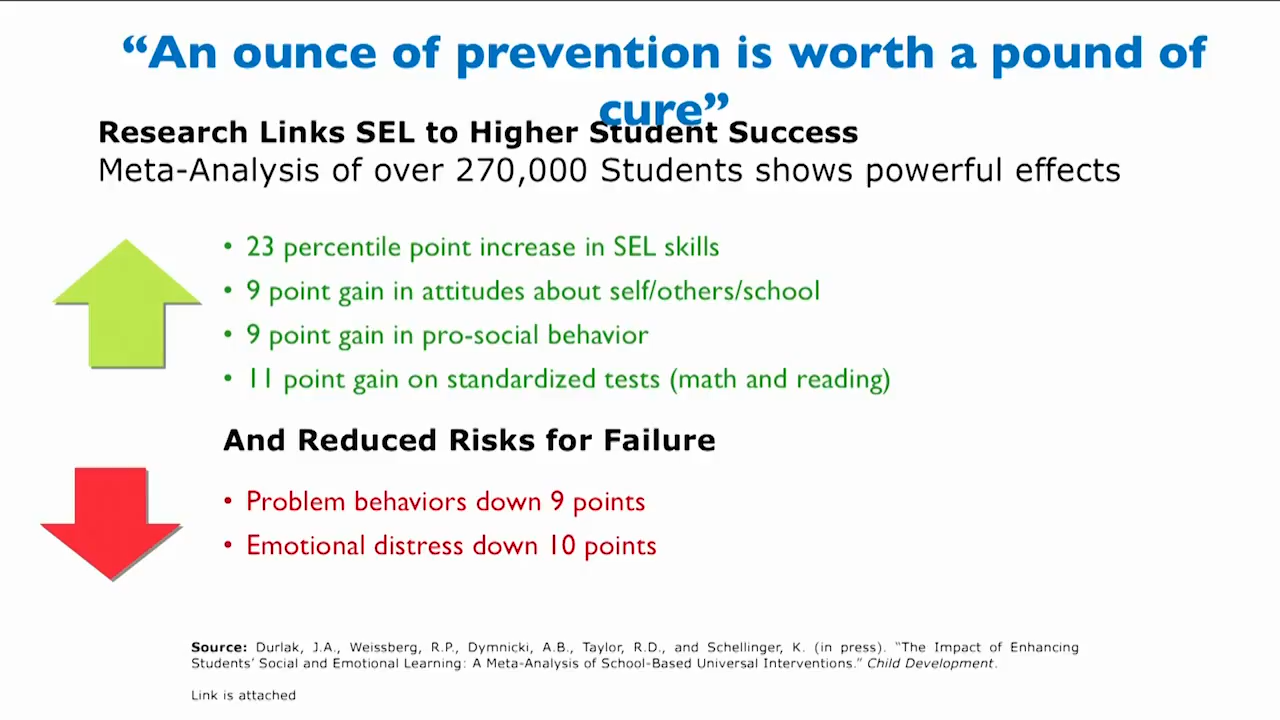 “An ounce of prevention is worth a pound of
cure”
Research Links SEL to Higher Student Success
Meta-Analysis of over 270,000 Students shows powerful effects
• 23 percentile point increase in SEL skills
• 9 point gain in attitudes about self/others/school
• 9 point gain in pro-social behavior
• 11 point gain on standardized tests (math and reading)
And Reduced Risks for Failure
• Problem behaviors down 9 points
• Emotional distress down 10 points
Source: Durlak, J.A., Weissberg, R.P., Dymnicki, A.B., Taylor, R.D., and Schellinger, K. (in press). “The Impact of Enhancing
Students’ Social and Emotional Learning: A Meta-Analysis of School-Based Universal Interventions.” Child Development.
Link is attached